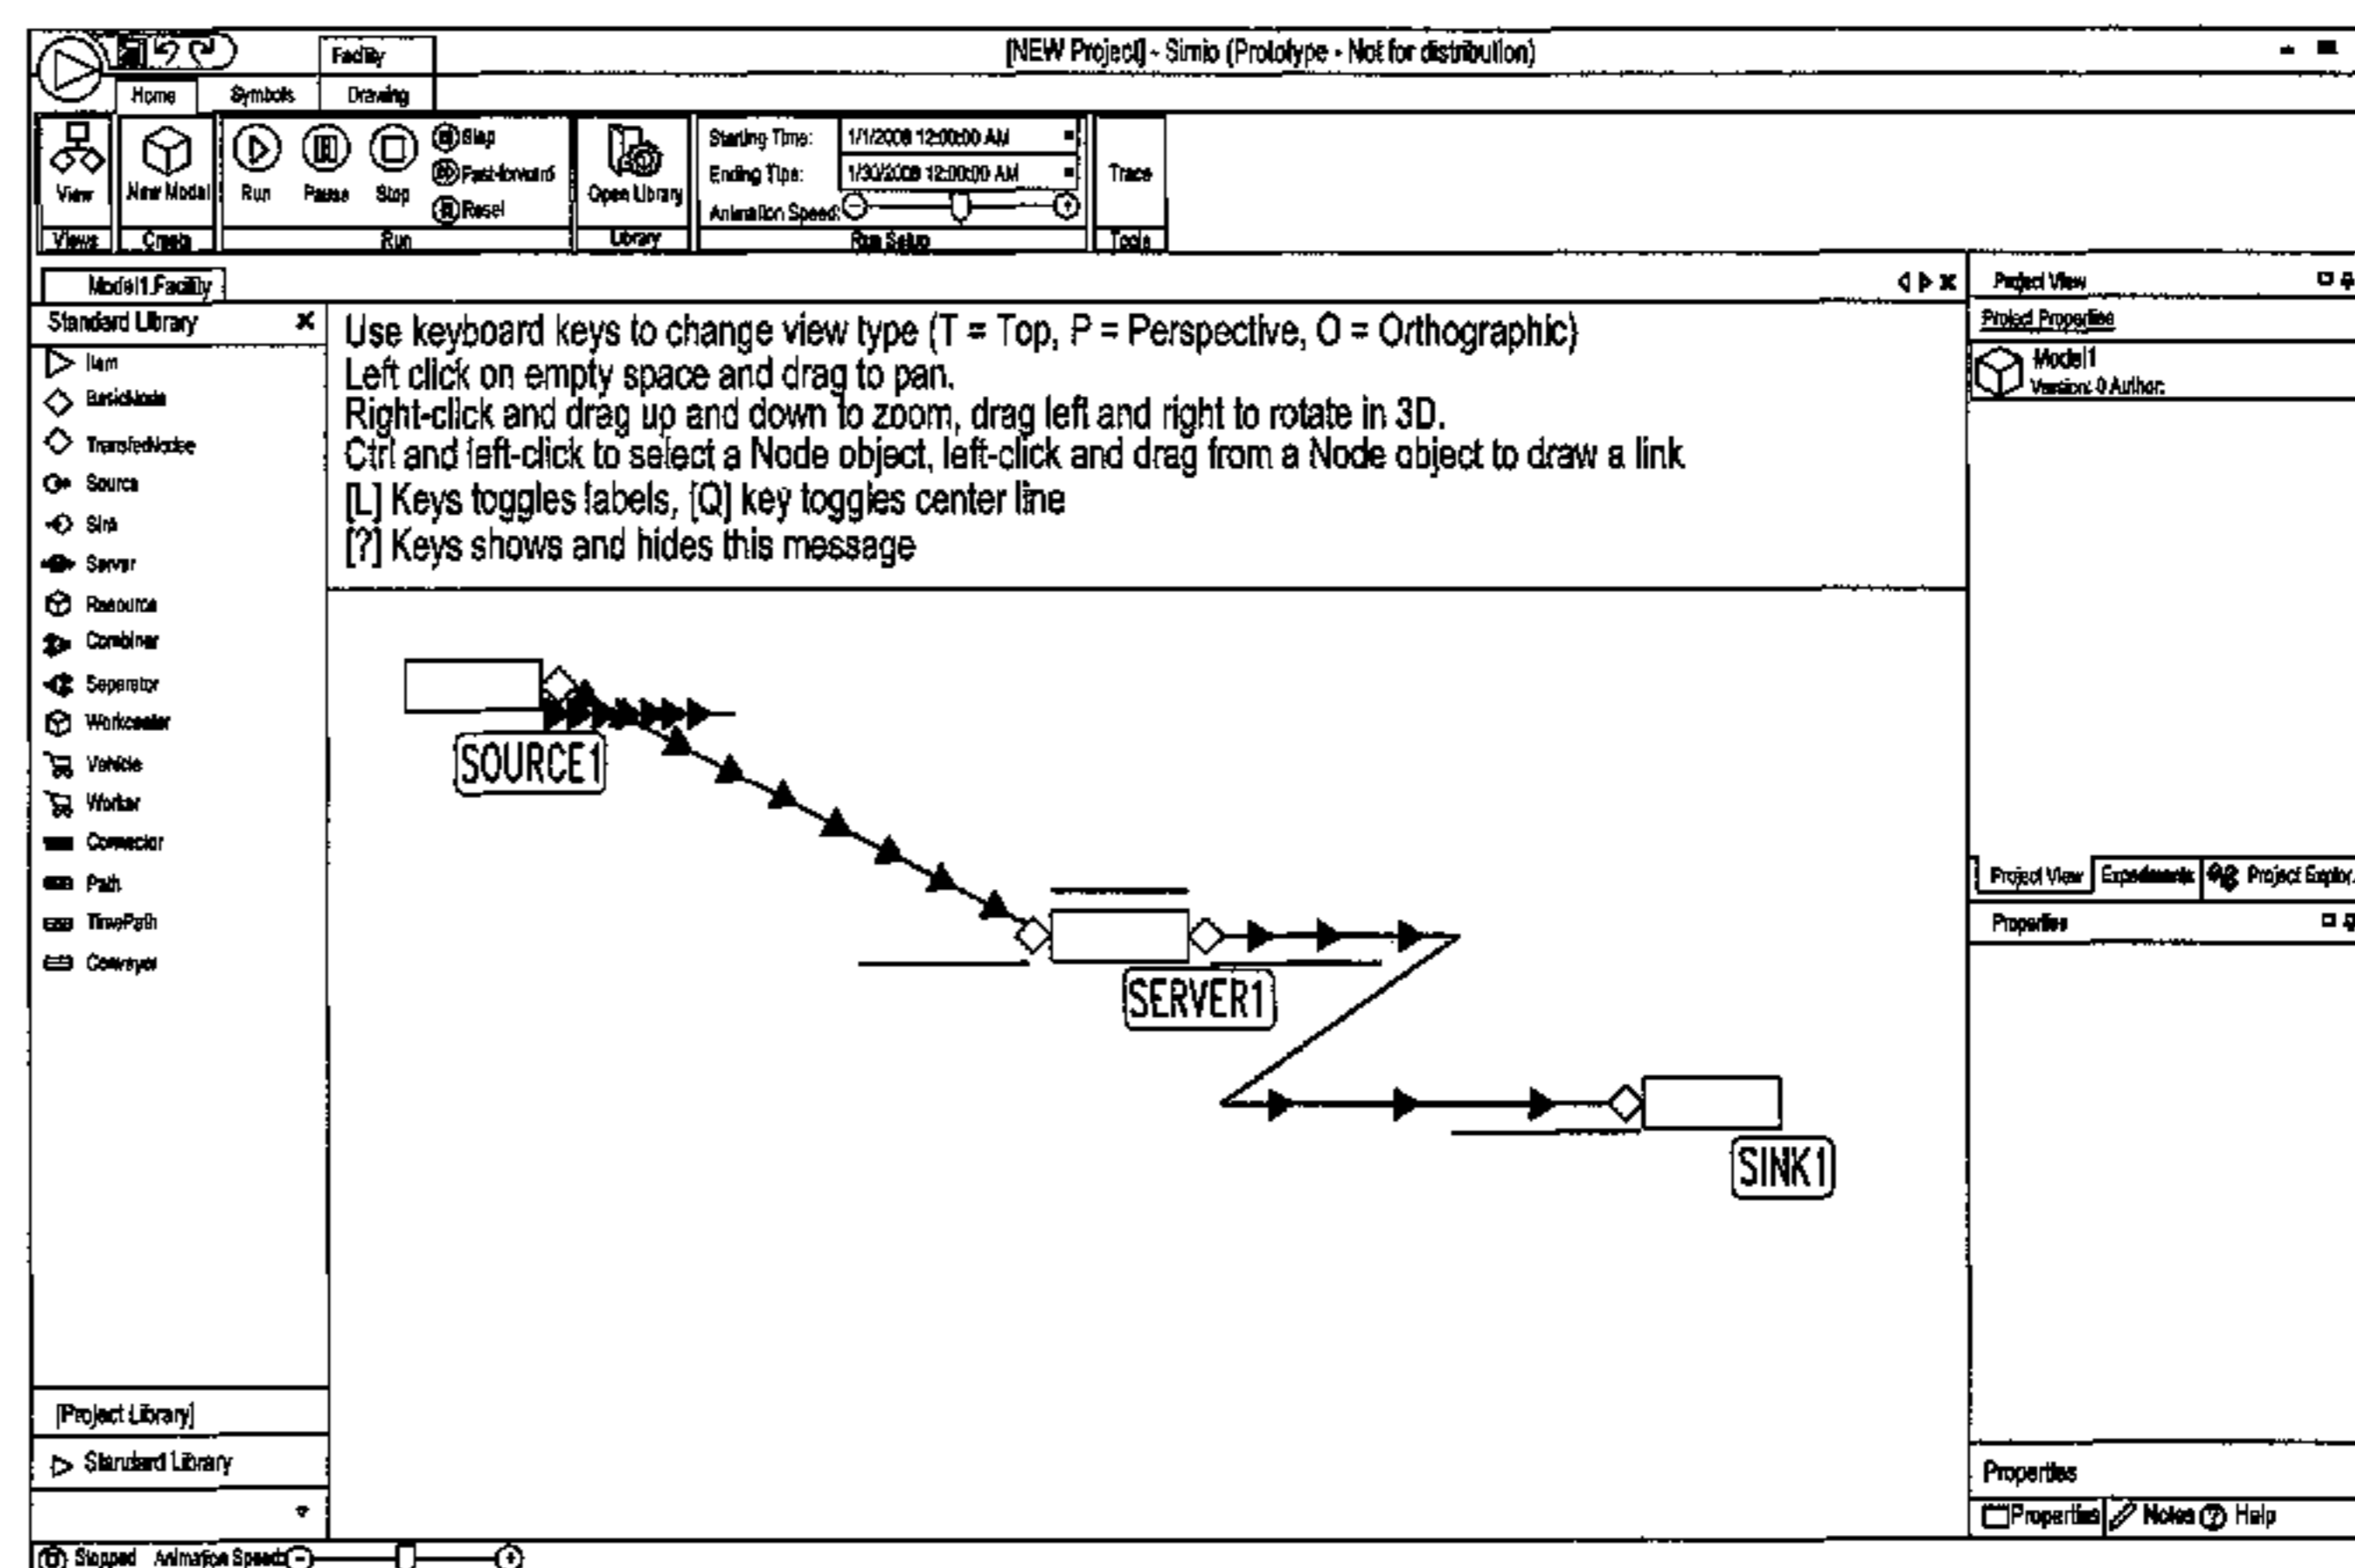 Facility
[NEW Project] - Simio (Prototype - Not for distribution)
Home Symbols Drawing
View
New Model
Run Pause Stop
Step
Fast-forward
Reset
Open Library
Starting Time: 1/1/2008 12:00:00 AM
Ending Tipe: 1/30/2008 12:00:00 AM
Animation Speed:
Trace
Views Create Run Library Run Setup Tools
Model1.Facility
Standard Library
Item
BasicNode
Source
Sink
Server
Resource
Combiner
Separator
Workcenter
Vehicle
Worker
Connector
Path
TimePath
Conveyor
Use keyboard keys to change view type (T = Top, P = Perspective, O = Orthographic)
Left click on empty space and drag to pan.
Right-click and drag up and down to zoom, drag left and right to rotate in 3D.
Ctrl and left-click to select a Node object, left-click and drag from a Node object to draw a link
[L] Keys toggles labels, [Q] key toggles center line
[?] Keys shows and hides this message
SOURCE1
SERVER1
SINK1
Project View
Project Properties
Model1
Version: 0 Author:
Project View Experiments Project Explor.
Properties
[Project Library]
Standard Library
Properties
Properties Notes Help
Stopped Animation Speed: